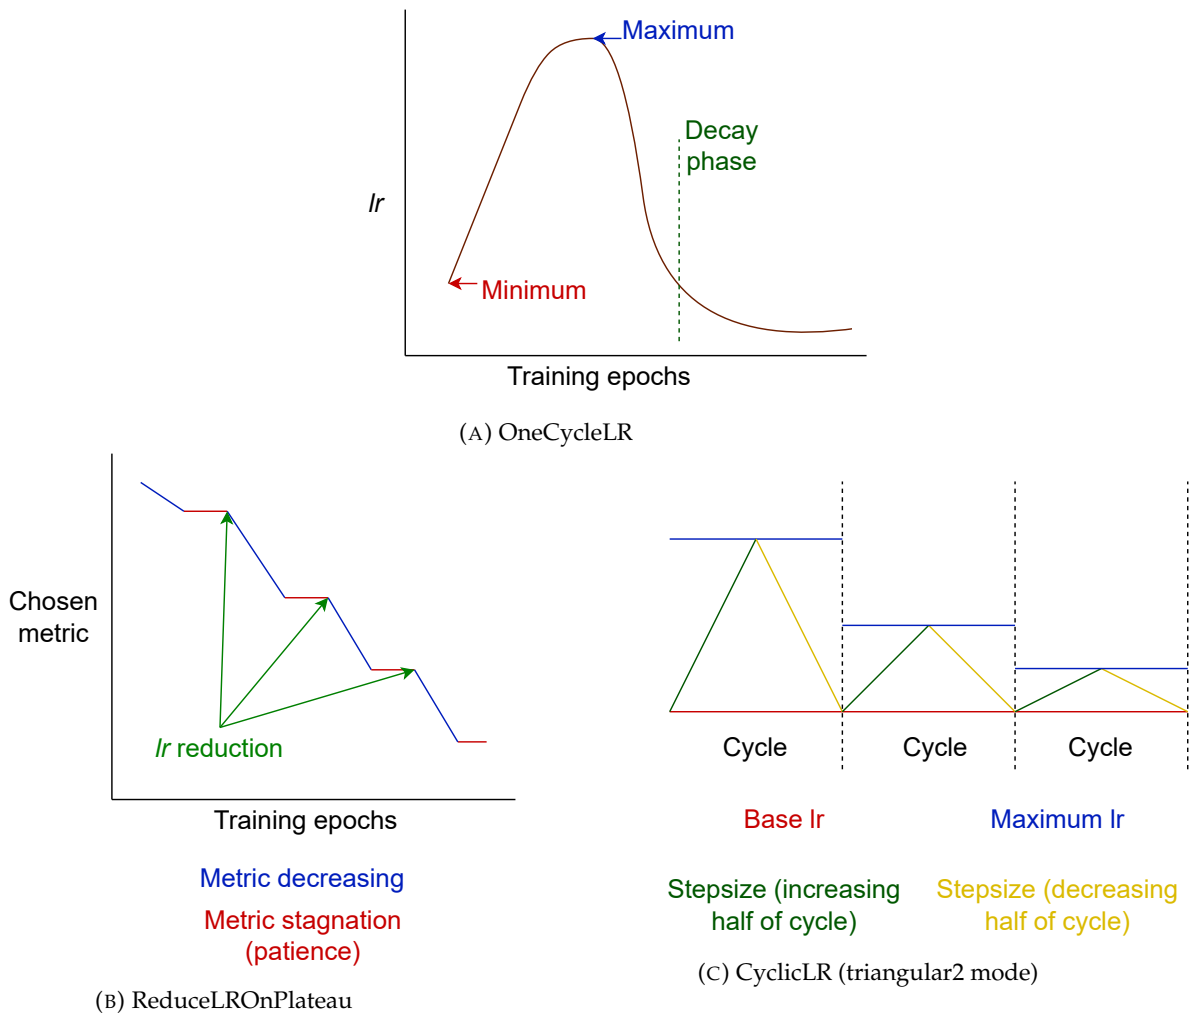 Maximum
Decay
phase
lr
Minimum
Training epochs
(A) OneCycleLR
Chosen
metric
lr reduction
Training epochs
Metric decreasing
Metric stagnation
(patience)
(B) ReduceLROnPlateau
Cycle
Cycle
Cycle
Base lr
Maximum lr
Stepsize (increasing
half of cycle)
Stepsize (decreasing
half of cycle)
(C) CyclicLR (triangular2 mode)